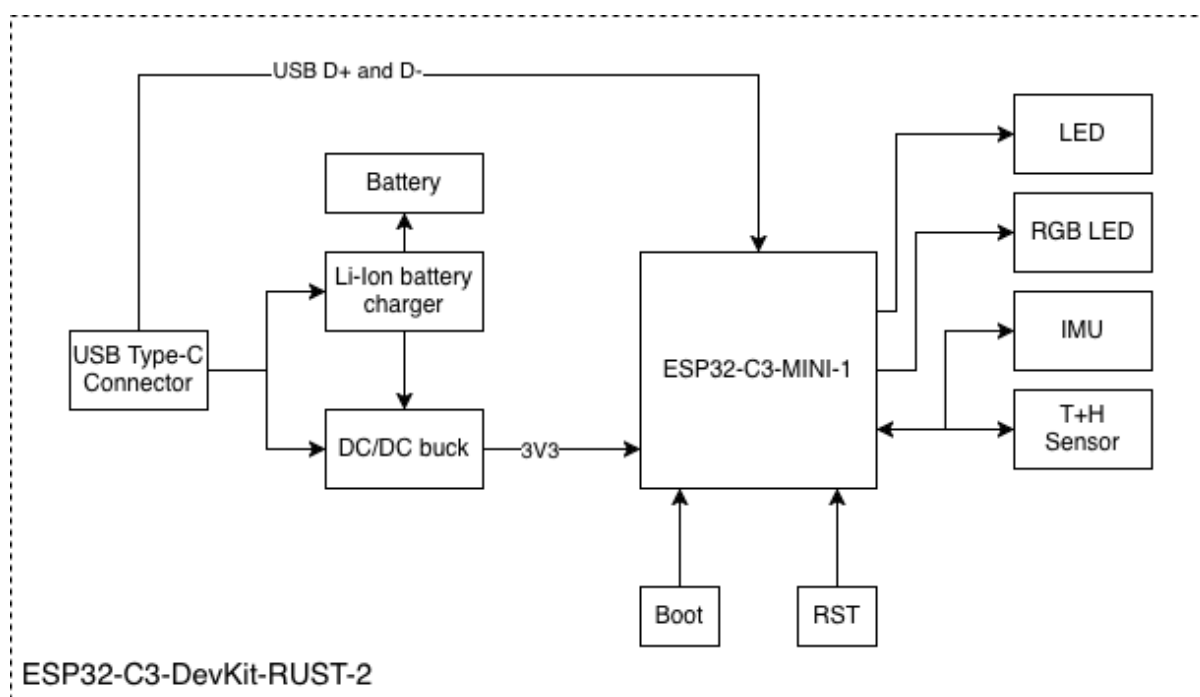 USB D+ and D-
LED
Battery
RGB LED
Li-Ion battery
charger
IMU
USB Type-C
Connector
ESP32-C3-MINI-1
T+H
Sensor
DC/DC buck
3V3
Boot
RST
ESP32-C3-DevKit-RUST-2